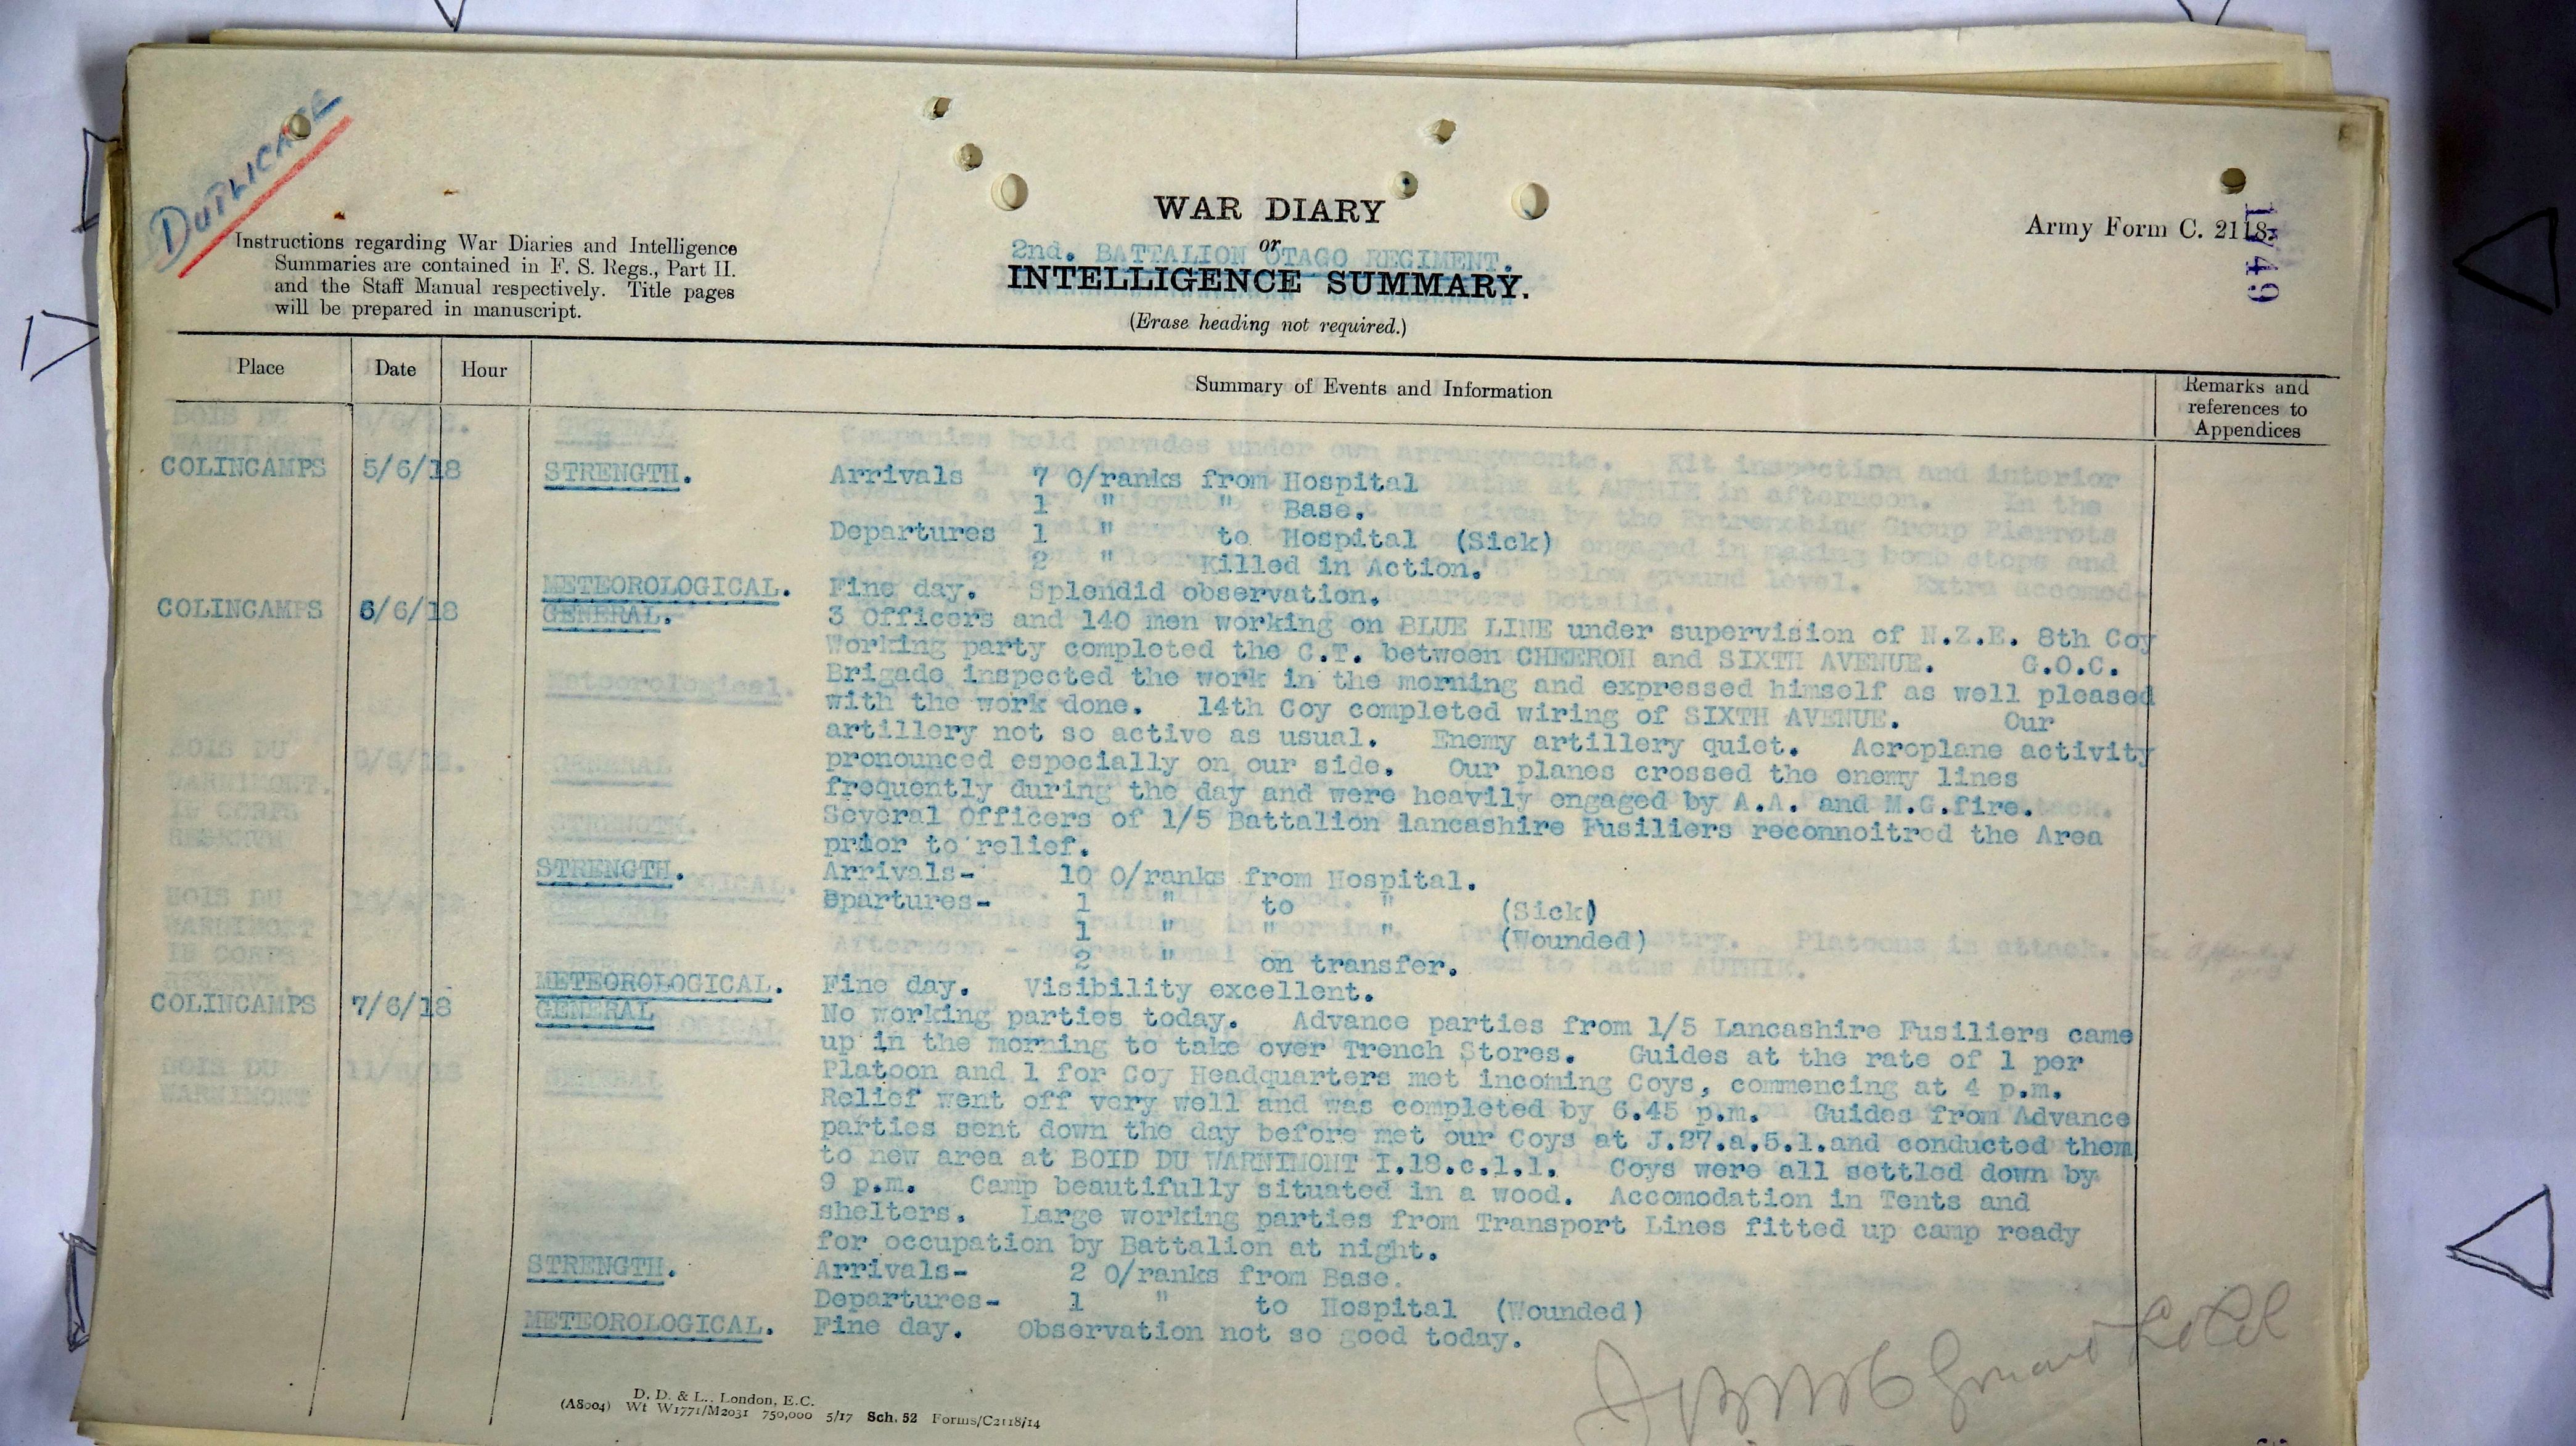 DUPLICATE
Instructions regarding War Diaries and Intelligence
Summaries are contained in F. S. Regs., Part II.
and the Staff Manual respectively. Title pages
will be prepared in manuscript.
WAR DIARY
or
2nd. BATTALION OTAGO REGIMENT.
INTELLIGENCE SUMMARY.
(Erase heading not required.)
Army Form C. 2118.
1149
Place Date Hour Summary of Events and Information Remarks and
references to
Appendices
COLINCAMPS 5/6/18 STRENGTH. Arrivals 7 O/ranks from Hospital
1 " " Base.
Departures 1 " to Hospital (Sick)
2 " Killed in Action.
METEOROLOGICAL. Fine day. Splendid observation.
COLINCAMPS 6/6/18 GENERAL. 3 Officers and 140 men working on BLUE LINE under supervision of N.Z.E. 8th Coy
Working party completed the C.T. between CHEEROH and SIXTH AVENUE. G.O.C.
Brigade inspected the work in the morning and expressed himself as well pleased
with the work done. 14th Coy completed wiring of SIXTH AVENUE. Our
artillery not so active as usual. Enemy artillery quiet. Aeroplane activity
pronounced especially on our side. Our planes crossed the enemy lines
frequently during the day and were heavily engaged by A.A. and M.G.fire.
Several Officers of 1/5 Battalion lancashire Fusiliers reconnoitred the Area
prior to relief.
STRENGTH. Arrivals- 10 O/ranks from Hospital.
Epartures- 1 " to " (Sick)
1 " " " (Wounded)
2 " on transfer.
METEOROLOGICAL. Fine day. Visibility excellent.
COLINCAMPS 7/6/18 GENERAL No working parties today. Advance parties from 1/5 Lancashire Fusiliers came
up in the morning to take over Trench Stores. Guides at the rate of 1 per
Platoon and 1 for Coy Headquarters met incoming Coys, commencing at 4 p.m.
Relief went off very well and was completed by 6.45 p.m. Guides from Advance
parties sent down the day before met our Coys at J.27.a.5.1.and conducted them
to new area at BOID DU WARNIMONT I.18.c.1.1. Coys were all settled down by
9 p.m. Camp beautifully situated in a wood. Accomodation in Tents and
shelters. Large working parties from Transport Lines fitted up camp ready
for occupation by Battalion at night.
STRENGTH. Arrivals- 2 O/ranks from Base.
Departures- 1 " to Hospital (Wounded)
METEOROLOGICAL. Fine day. Observation not so good today.
D. D. & L., London, E.C.
(A8004) Wt W1771/M2031 750,000 5/17 Sch. 52 Forms/C2118/14